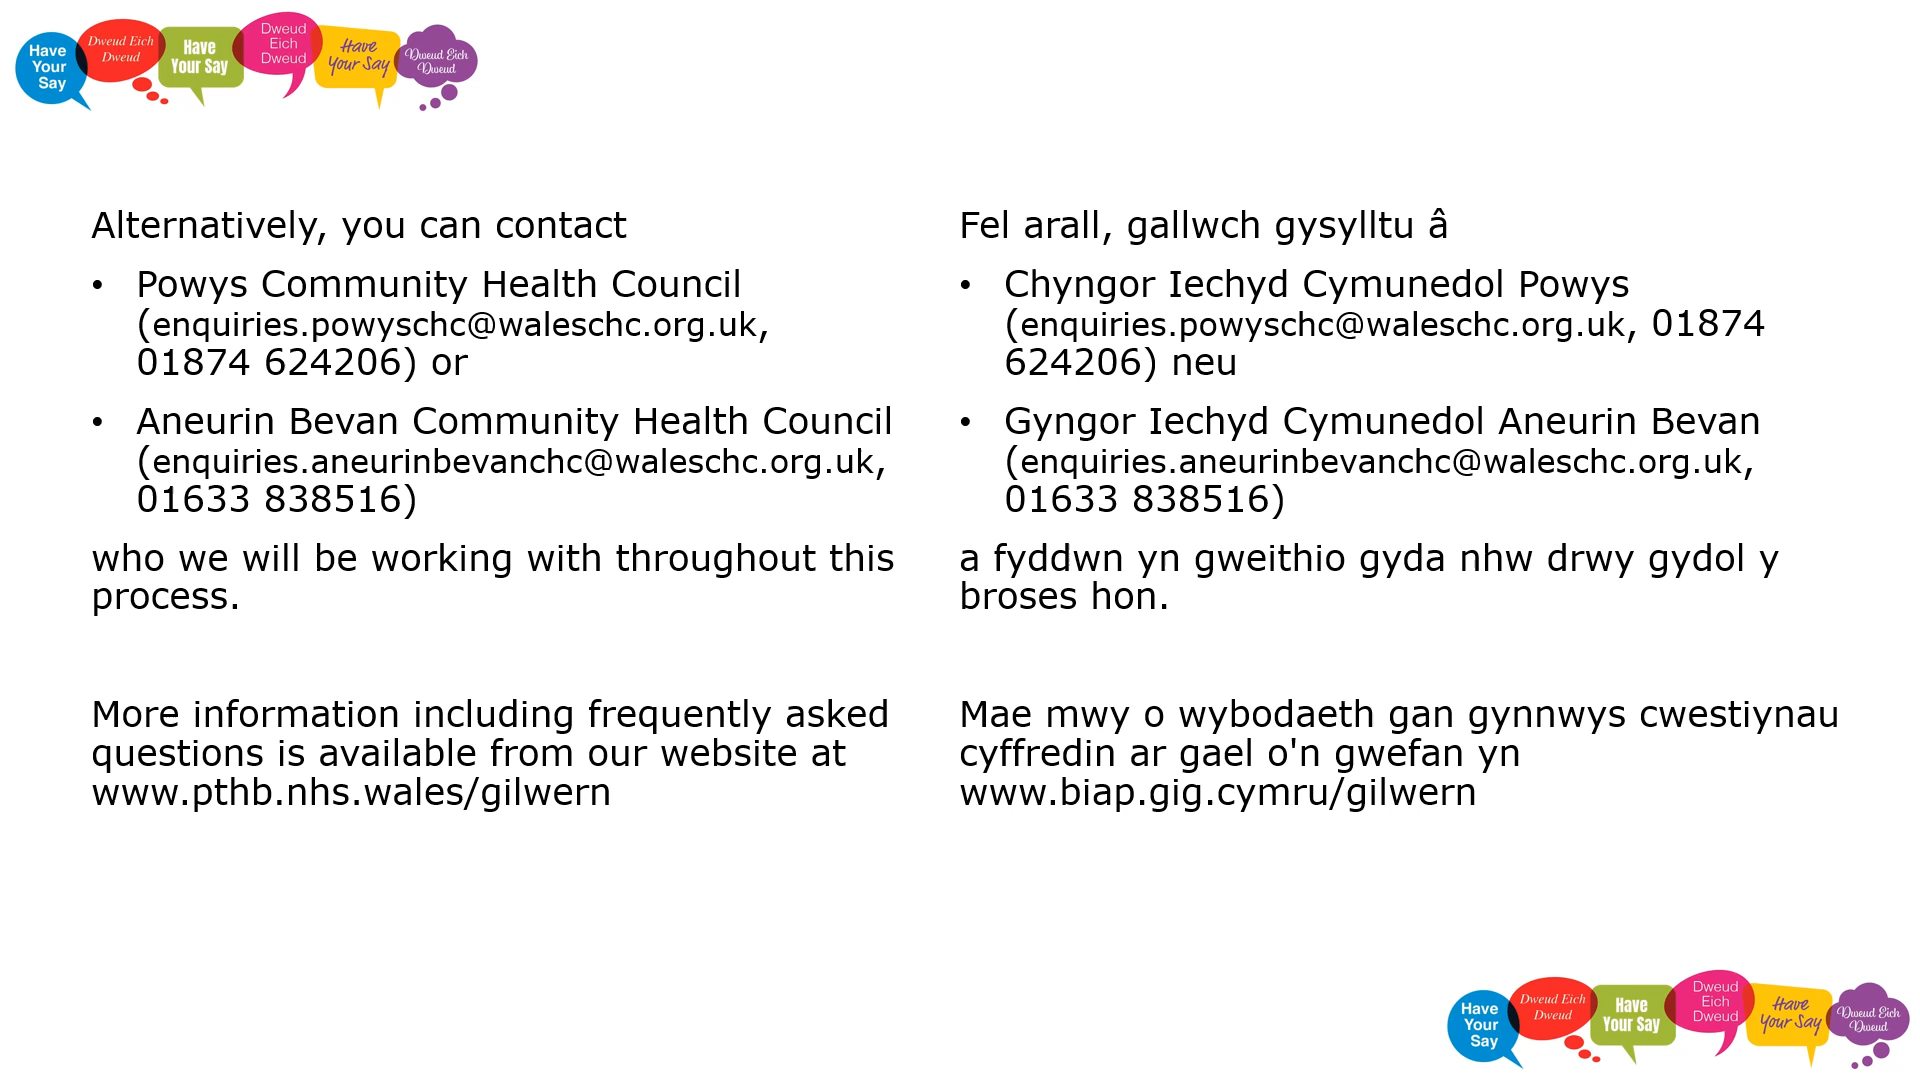 Have
Your
Say
Dweud Eich
Dweud
Have
Your Say
Dweud
Eich
Dweud
Have
Your Say
Dweud Eich
Dweud
Alternatively, you can contact
• Powys Community Health Council
(enquiries.powyschc@waleschc.org.uk,
01874 624206) or
• Aneurin Bevan Community Health Council
(enquiries.aneurinbevanchc@waleschc.org.uk,
01633 838516)
who we will be working with throughout this
process.
More information including frequently asked
questions is available from our website at
www.pthb.nhs.wales/gilwern
Fel arall, gallwch gysylltu â
• Chyngor Iechyd Cymunedol Powys
(enquiries.powyschc@waleschc.org.uk, 01874
624206) neu
• Gyngor Iechyd Cymunedol Aneurin Bevan
(enquiries.aneurinbevanchc@waleschc.org.uk,
01633 838516)
a fyddwn yn gweithio gyda nhw drwy gydol y
broses hon.
Mae mwy o wybodaeth gan gynnwys cwestiynau
cyffredin ar gael o'n gwefan yn
www.biap.gig.cymru/gilwern
Have
Your
Say
Dweud Eich
Dweud
Have
Your Say
Dweud
Eich
Dweud
Have
Your Say
Dweud Eich
Dweud